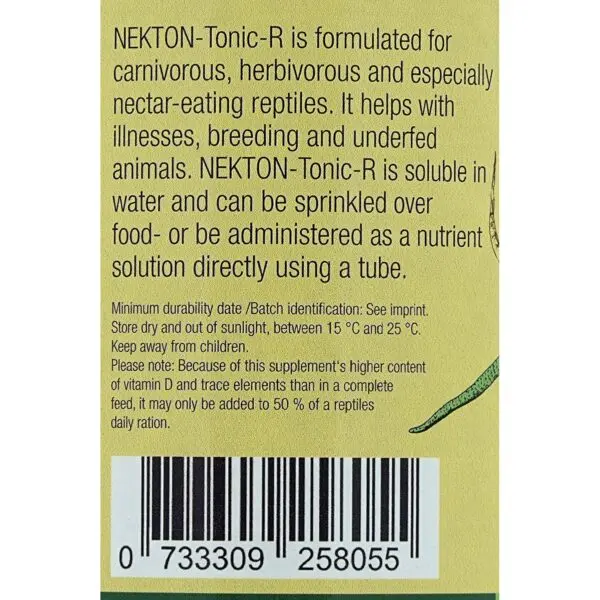 NEKTON-Tonic-R is formulated for
carnivorous, herbivorous and especially
nectar-eating reptiles. It helps with
illnesses, breeding and underfed
animals. NEKTON-Tonic-R is soluble in
water and can be sprinkled over
food- or be administered as a nutrient
solution directly using a tube.
Minimum durability date /Batch identification: See imprint.
Store dry and out of sunlight, between 15 °C and 25 °C.
Keep away from children.
Please note: Because of this supplement's higher content
of vitamin D and trace elements than in a complete
feed, it may only be added to 50 % of a reptiles
daily ration.
0 733309 258055